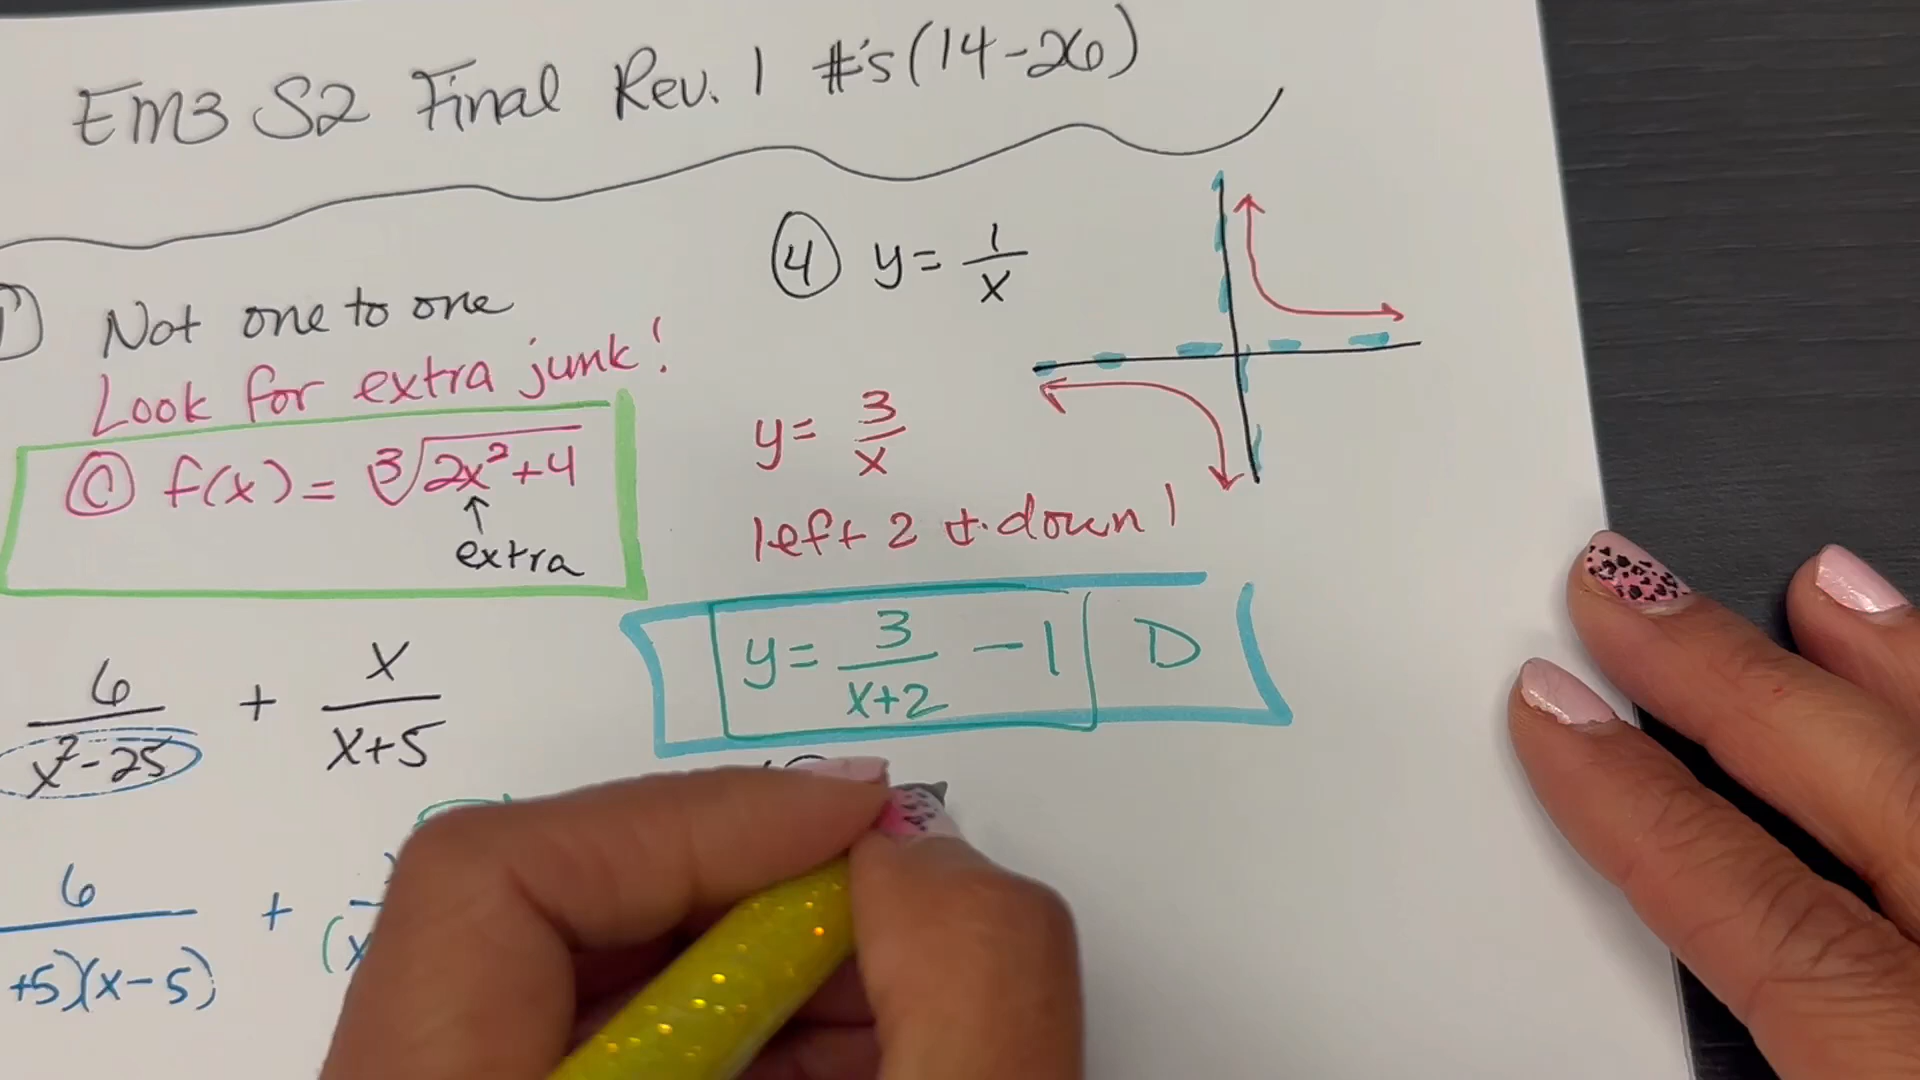 EM3 S2 Final Rev. 1 #'s (14-26)
Not one to one
Look for extra junk!
C f(x) = ∛(2x²+4)
↑
extra
6/(x²-25) + x/(x+5)
6/(+5)(x-5) + (x
4 y = 1/x
y = 3/x
left 2 + down 1
y = 3/(x+2) - 1 D